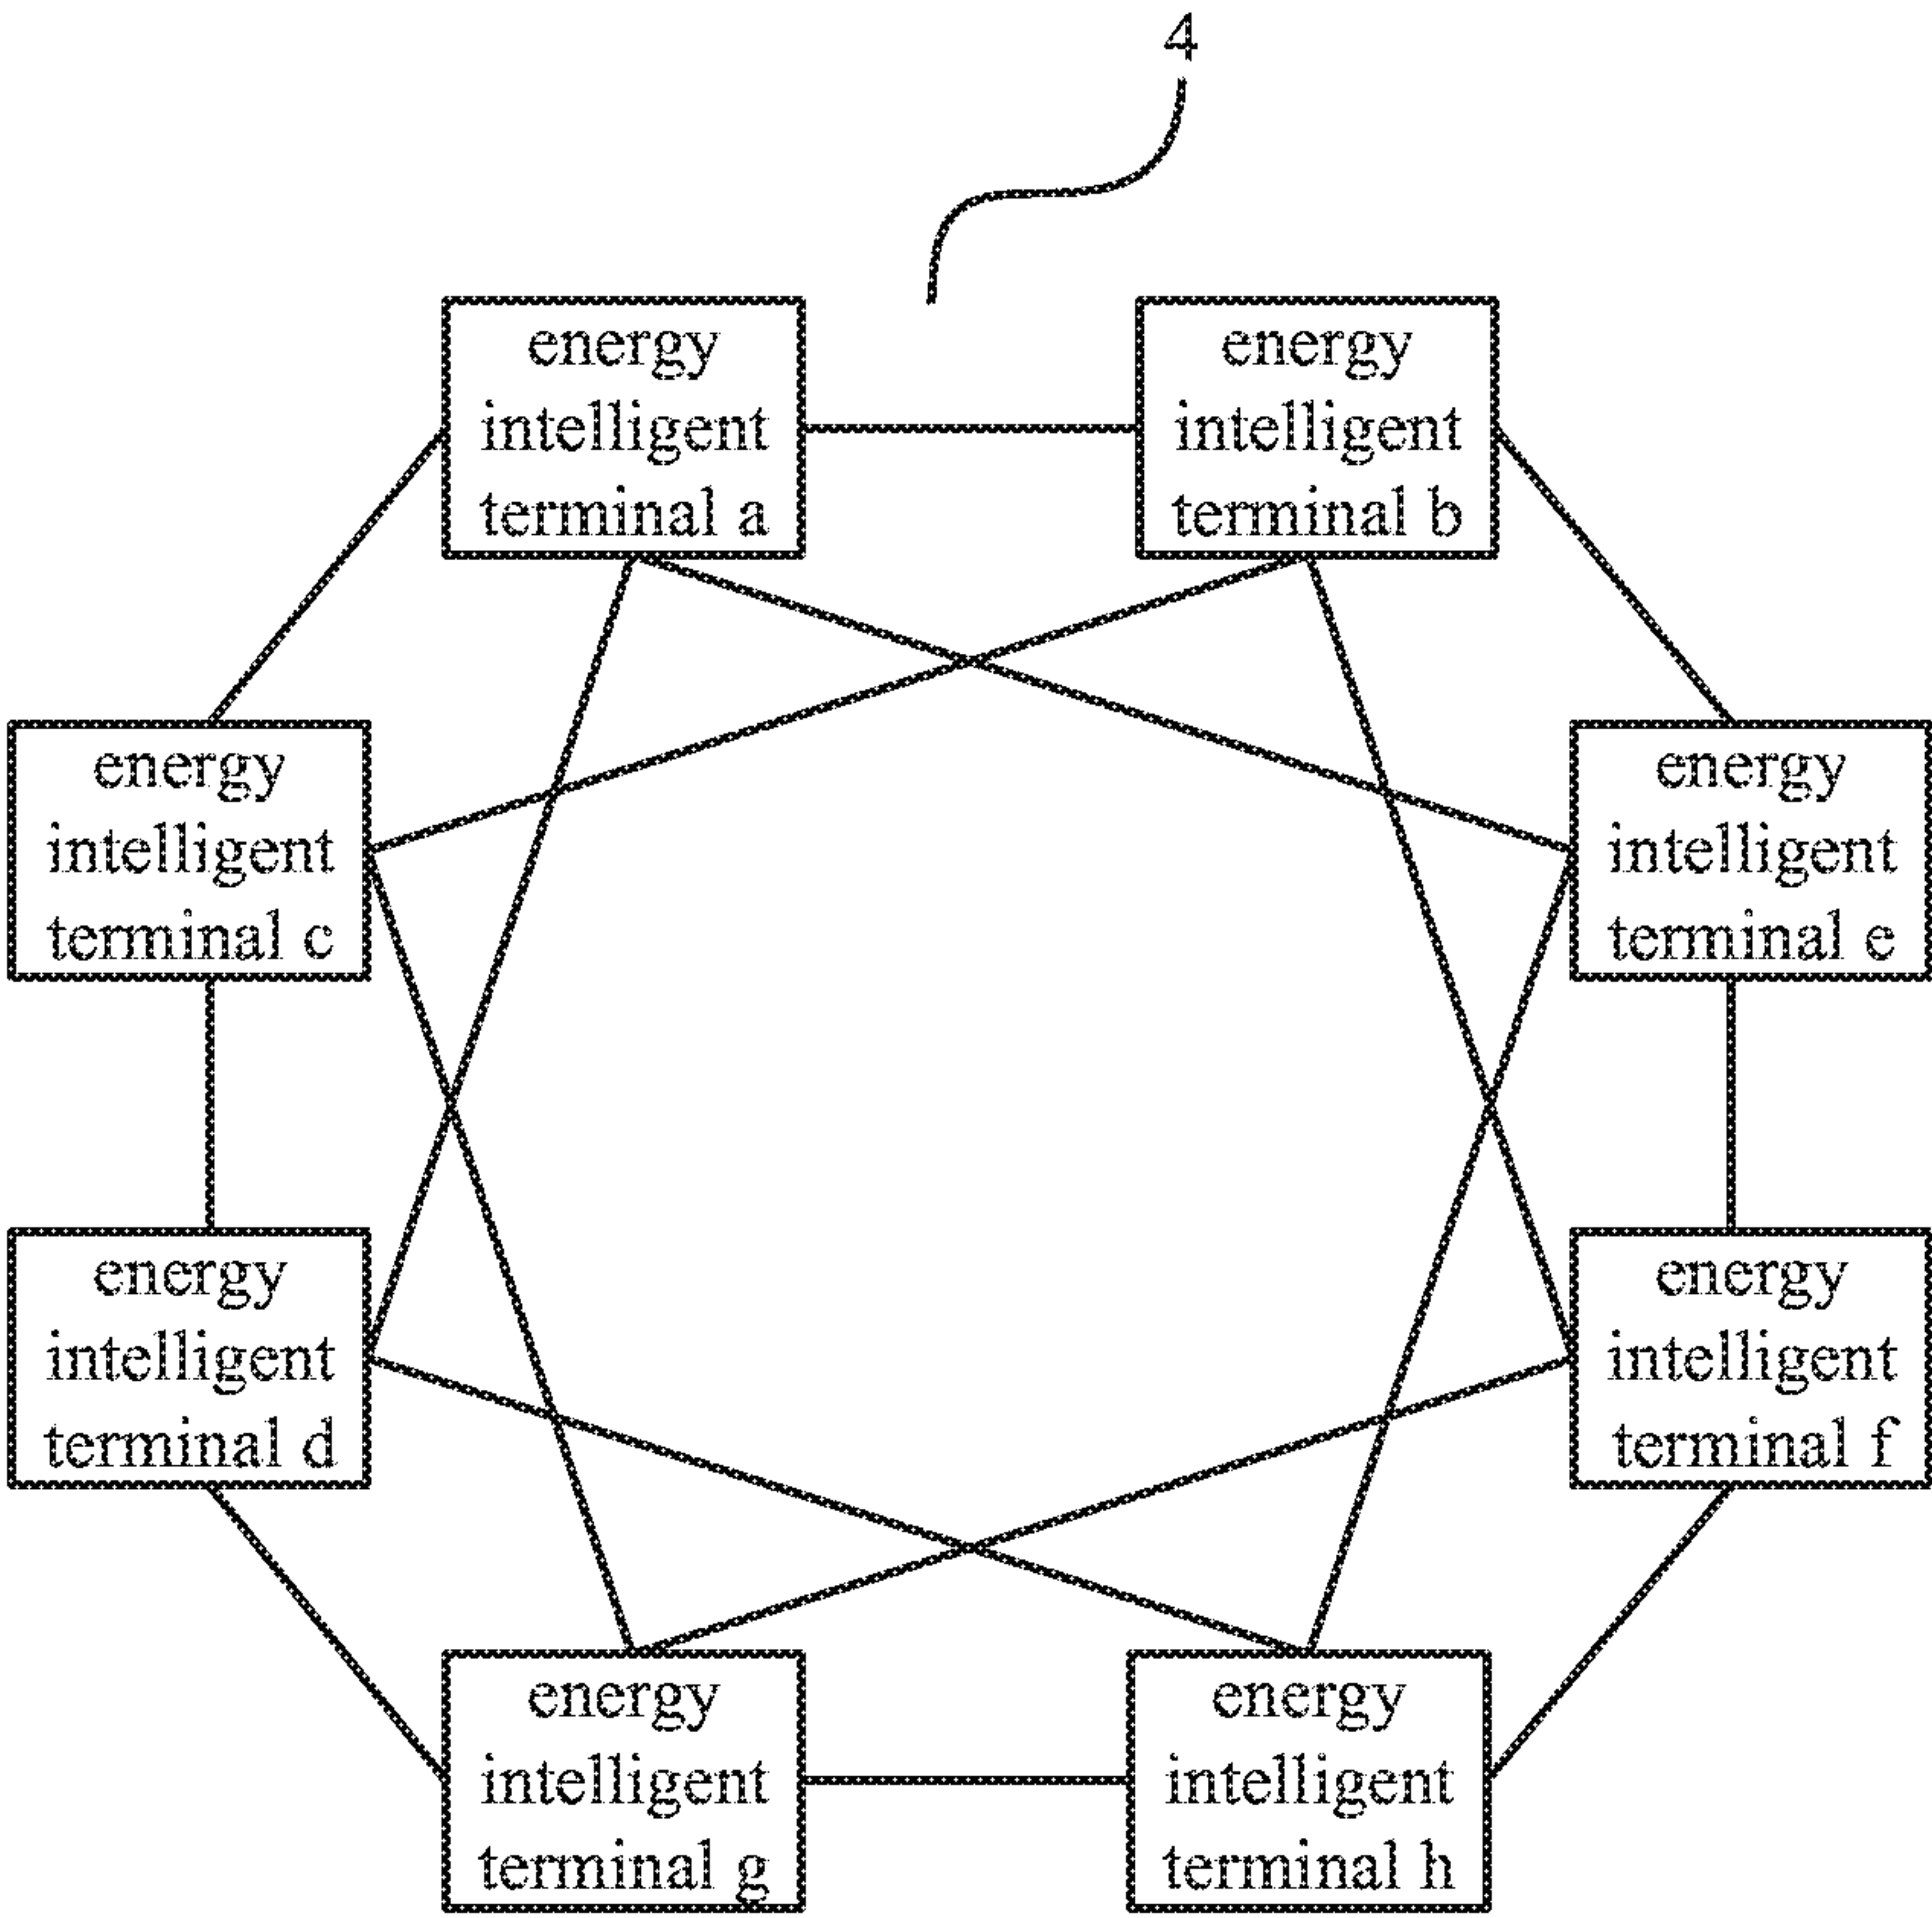 4
energy
intelligent
terminal a
energy
intelligent
terminal b
energy
intelligent
terminal c
energy
intelligent
terminal e
energy
intelligent
terminal d
energy
intelligent
terminal f
energy
intelligent
terminal g
energy
intelligent
terminal h